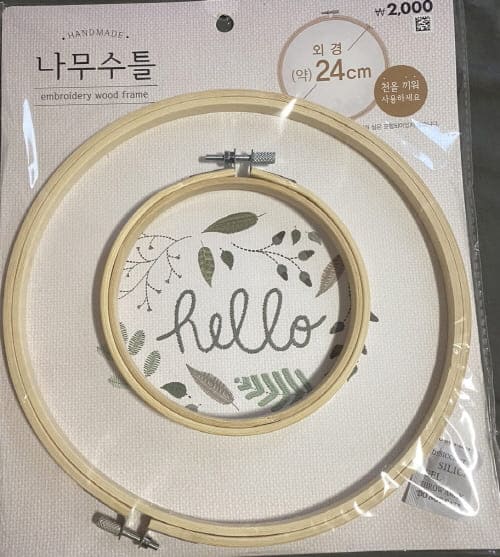 ₩2,000
HANDMADE
나무수틀
embroidery wood frame
외 경
(약) 24cm
천을 끼워
사용하세요
hello